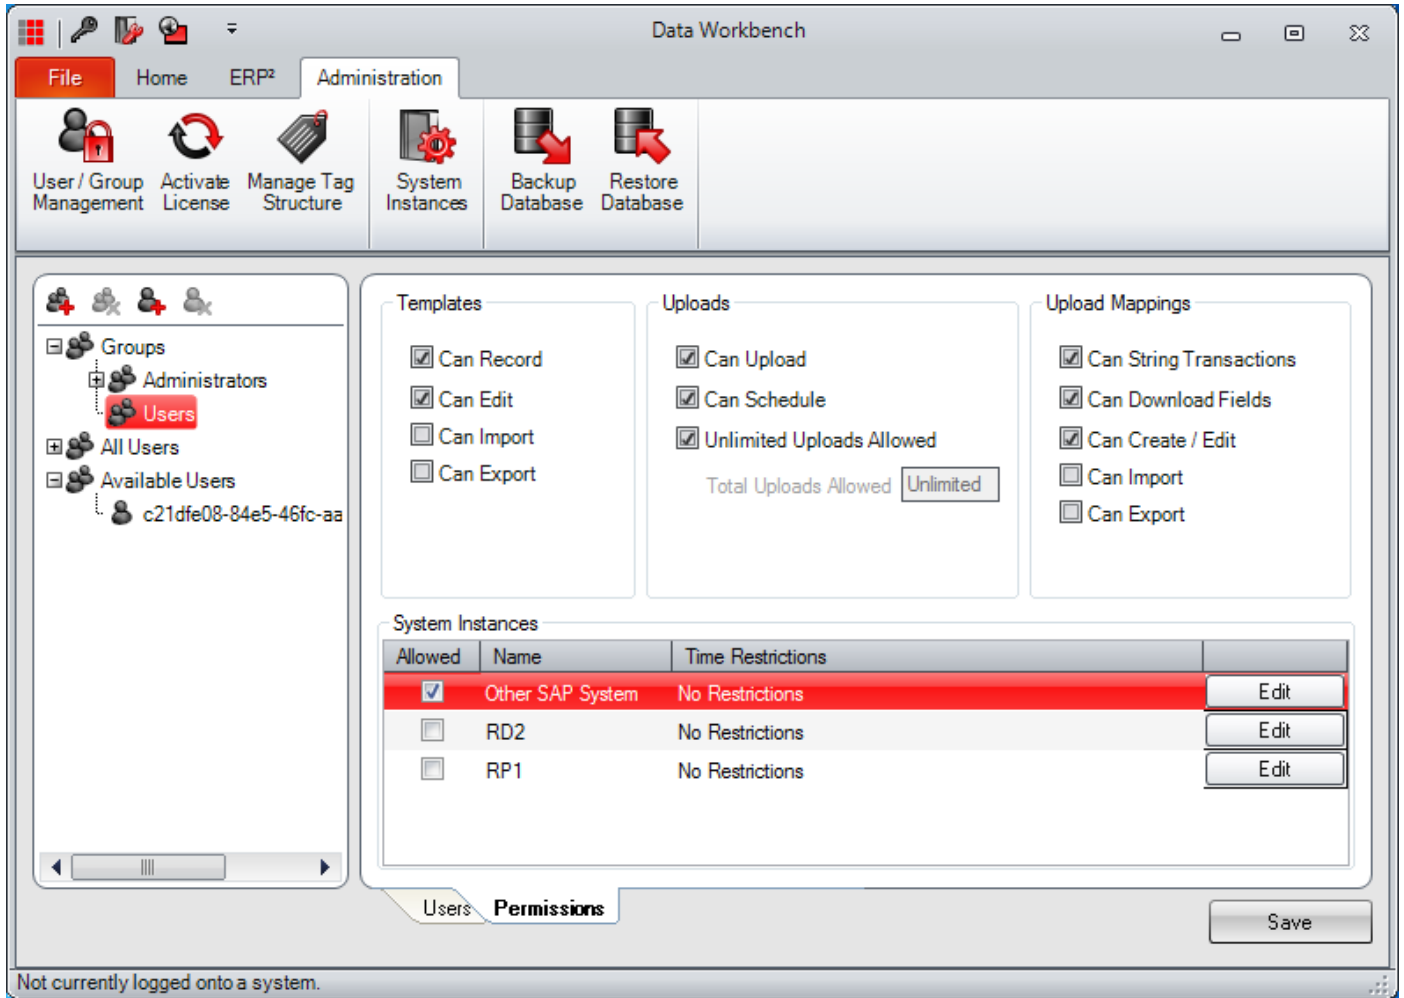 Data Workbench
File Home ERP² Administration
User / Group Management
Activate License
Manage Tag Structure
System Instances
Backup Database
Restore Database
Groups
Administrators
Users
All Users
Available Users
c21dfe08-84e5-46fc-aa
Templates
Can Record
Can Edit
Can Import
Can Export
Uploads
Can Upload
Can Schedule
Unlimited Uploads Allowed
Total Uploads Allowed Unlimited
Upload Mappings
Can String Transactions
Can Download Fields
Can Create / Edit
Can Import
Can Export
System Instances
Allowed Name Time Restrictions
Other SAP System No Restrictions Edit
RD2 No Restrictions Edit
RP1 No Restrictions Edit
Users Permissions
Save
Not currently logged onto a system.